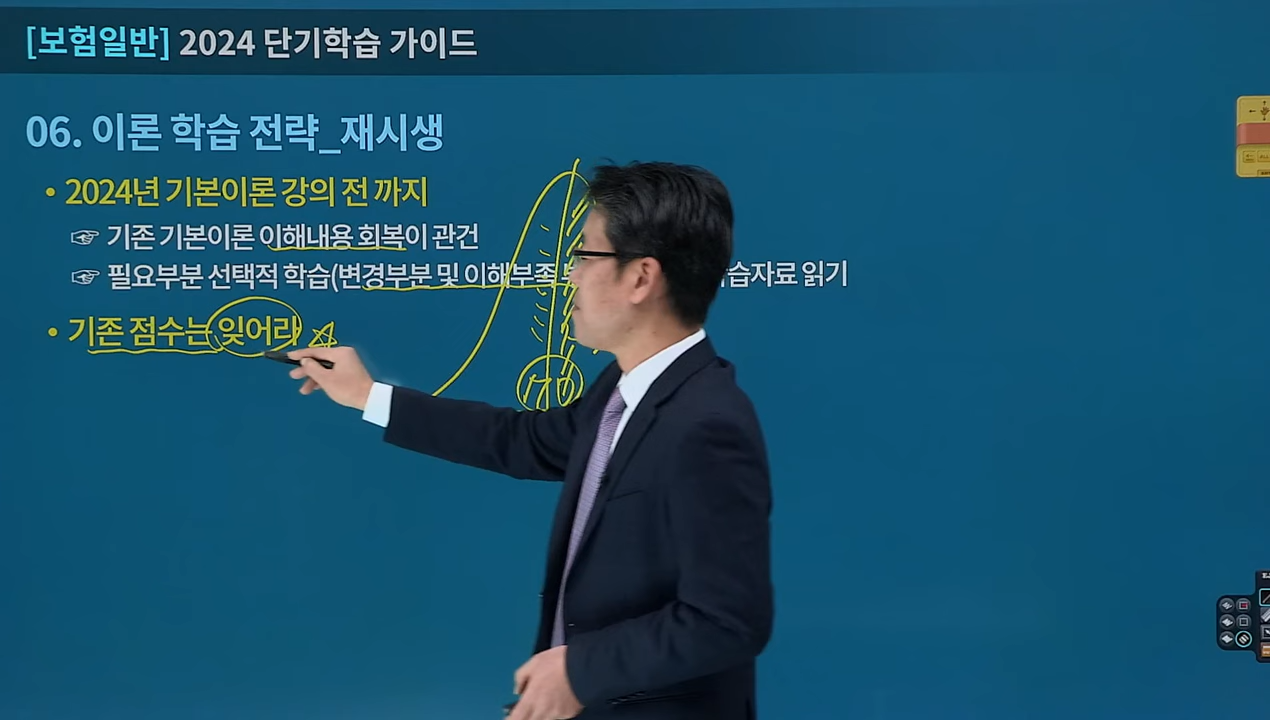 [보험일반] 2024 단기학습 가이드
06. 이론 학습 전략_재시생
• 2024년 기본이론 강의 전 까지
☞ 기존 기본이론 이해내용 회복이 관건
☞ 필요부분 선택적 학습(변경부분 및 이해부족 습자료 읽기
• 기존 점수는 잊어라